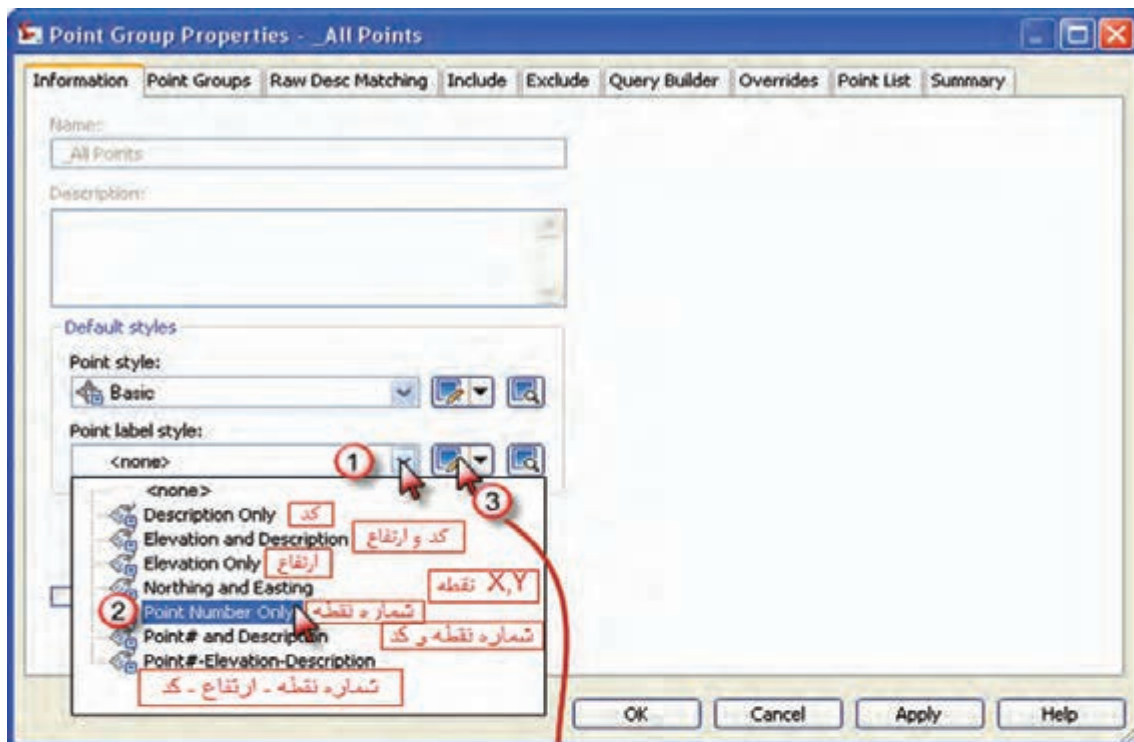 Point Group Properties - _All Points
Information Point Groups Raw Desc Matching Include Exclude Query Builder Overrides Point List Summary
Name:
_All Points
Description:
Default styles
Point style:
Basic
Point label style:
<none> 1
3
<none>
Description Only کد
Elevation and Description کد و ارتفاع
Elevation Only ارتفاع
Northing and Easting X,Y نقطه
2 Point Number Only شماره نقطه
Point# and Description شماره نقطه و کد
Point#-Elevation-Description
شماره نقطه - ارتفاع - کد
OK Cancel Apply Help